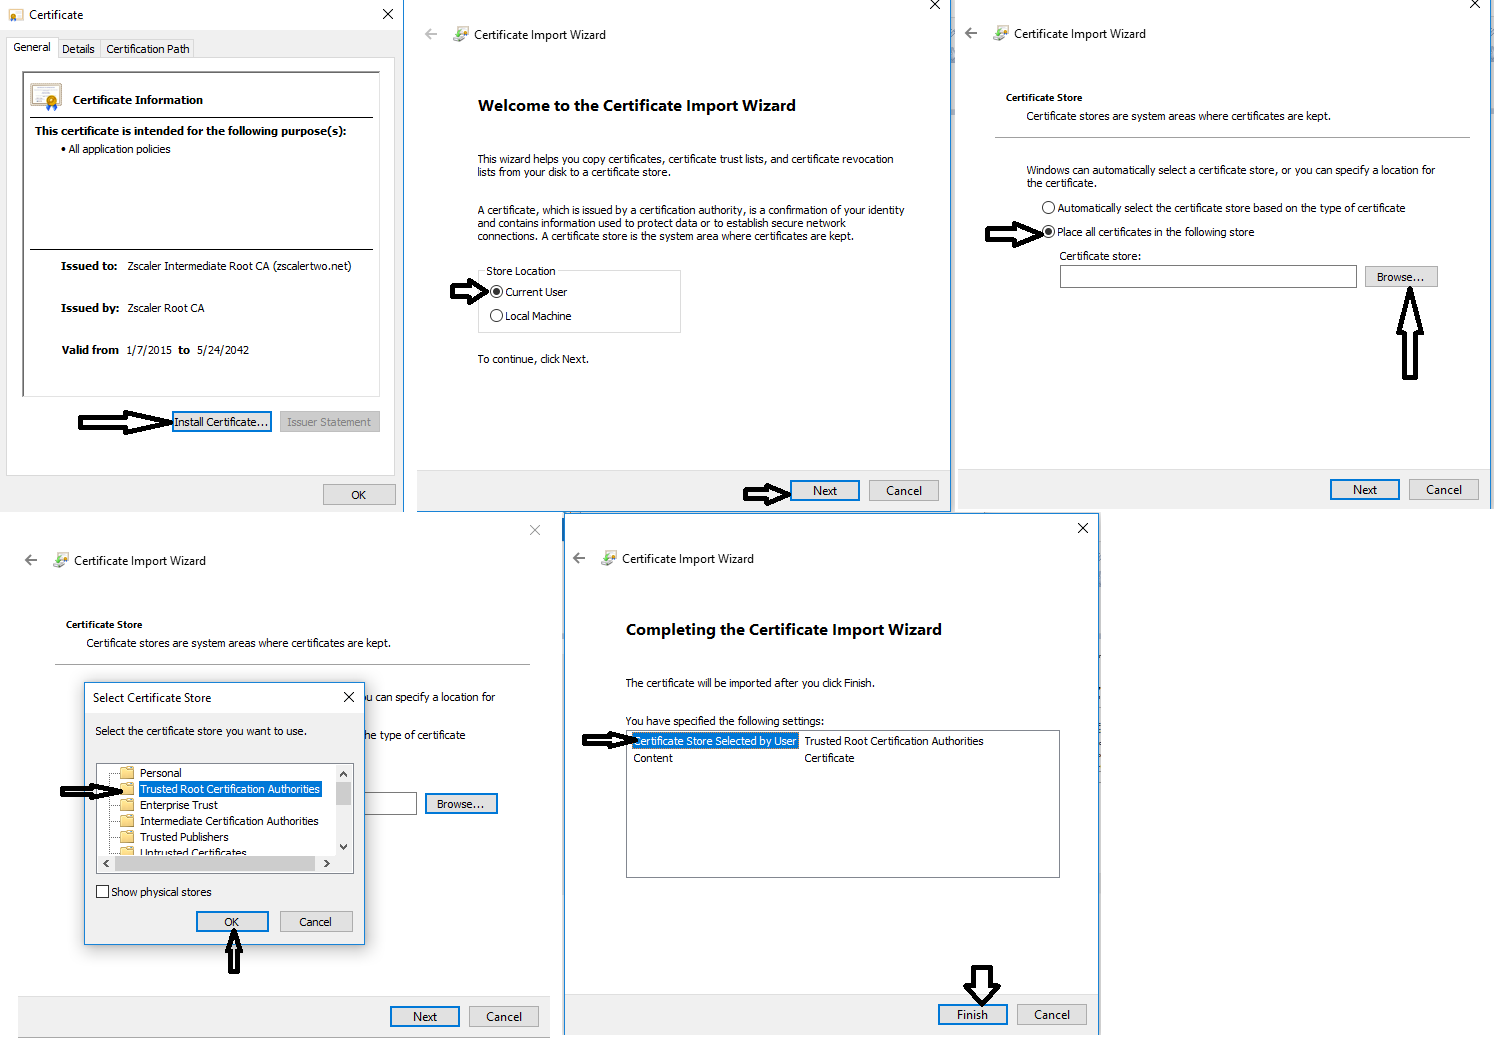 Certificate
General
Details
Certification Path
Certificate Information
This certificate is intended for the following purpose(s):
• All application policies
Issued to: Zscaler Intermediate Root CA (zscalertwo.net)
Issued by: Zscaler Root CA
Valid from 1/7/2015 to 5/24/2042
Install Certificate...
Issuer Statement
OK
Certificate Import Wizard
Welcome to the Certificate Import Wizard
This wizard helps you copy certificates, certificate trust lists, and certificate revocation
lists from your disk to a certificate store.
A certificate, which is issued by a certification authority, is a confirmation of your identity
and contains information used to protect data or to establish secure network
connections. A certificate store is the system area where certificates are kept.
Store Location
Current User
Local Machine
To continue, click Next.
Next
Cancel
Certificate Import Wizard
Certificate Store
Certificate stores are system areas where certificates are kept.
Windows can automatically select a certificate store, or you can specify a location for
the certificate.
Automatically select the certificate store based on the type of certificate
Place all certificates in the following store
Certificate store:
Browse...
Next
Cancel
Certificate Import Wizard
Certificate Store
Certificate stores are system areas where certificates are kept.
u can specify a location for
he type of certificate
Select Certificate Store
Select the certificate store you want to use.
Personal
Trusted Root Certification Authorities
Enterprise Trust
Intermediate Certification Authorities
Trusted Publishers
Untrusted Certificates
Show physical stores
OK
Cancel
Browse...
Next
Cancel
Certificate Import Wizard
Completing the Certificate Import Wizard
The certificate will be imported after you click Finish.
You have specified the following settings:
Certificate Store Selected by User Trusted Root Certification Authorities
Content Certificate
Finish
Cancel